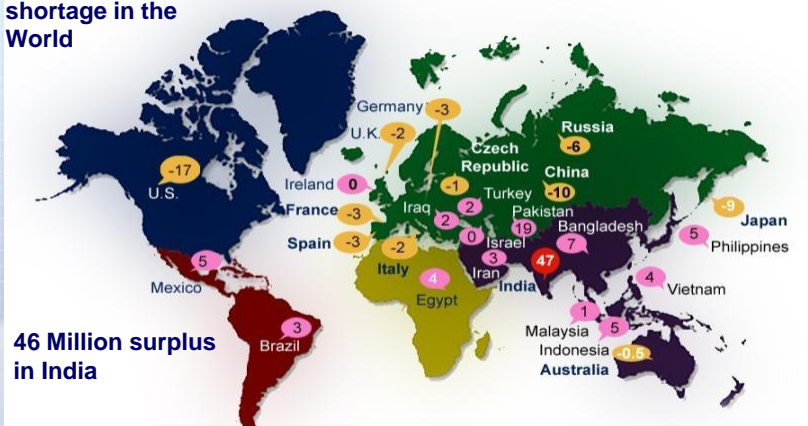 shortage in the
World
Germany -3
U.K. -2
Russia
-6
Czech
Republic
-1
China
-10
-17
U.S.
Ireland 0
Turkey
2
France -3
Iraq
2
Pakistan
19
Bangladesh
7
-9
Japan
Spain -3
-2
Italy
0
Israel
5
Philippines
3
Iran
47
India
5
Mexico
4
Egypt
4
Vietnam
1
Malaysia
5
Indonesia
-0.5
Australia
3
Brazil
46 Million surplus
in India